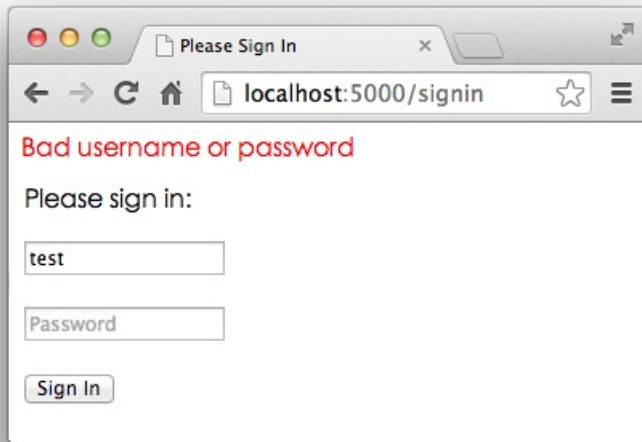 Please Sign In
localhost:5000/signin
Bad username or password
Please sign in:
test
Password
Sign In